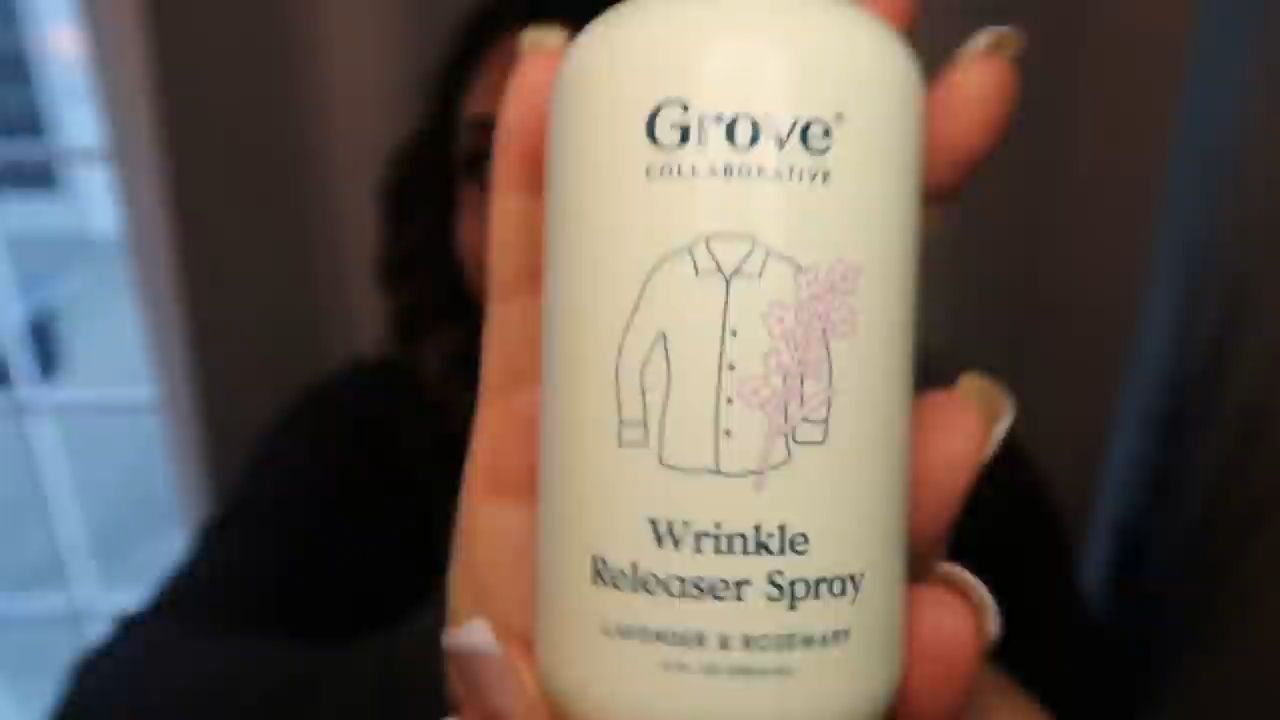 Grove
COLLABORATIVE
Wrinkle
Releaser Spray
LAVENDER & ROSEMARY